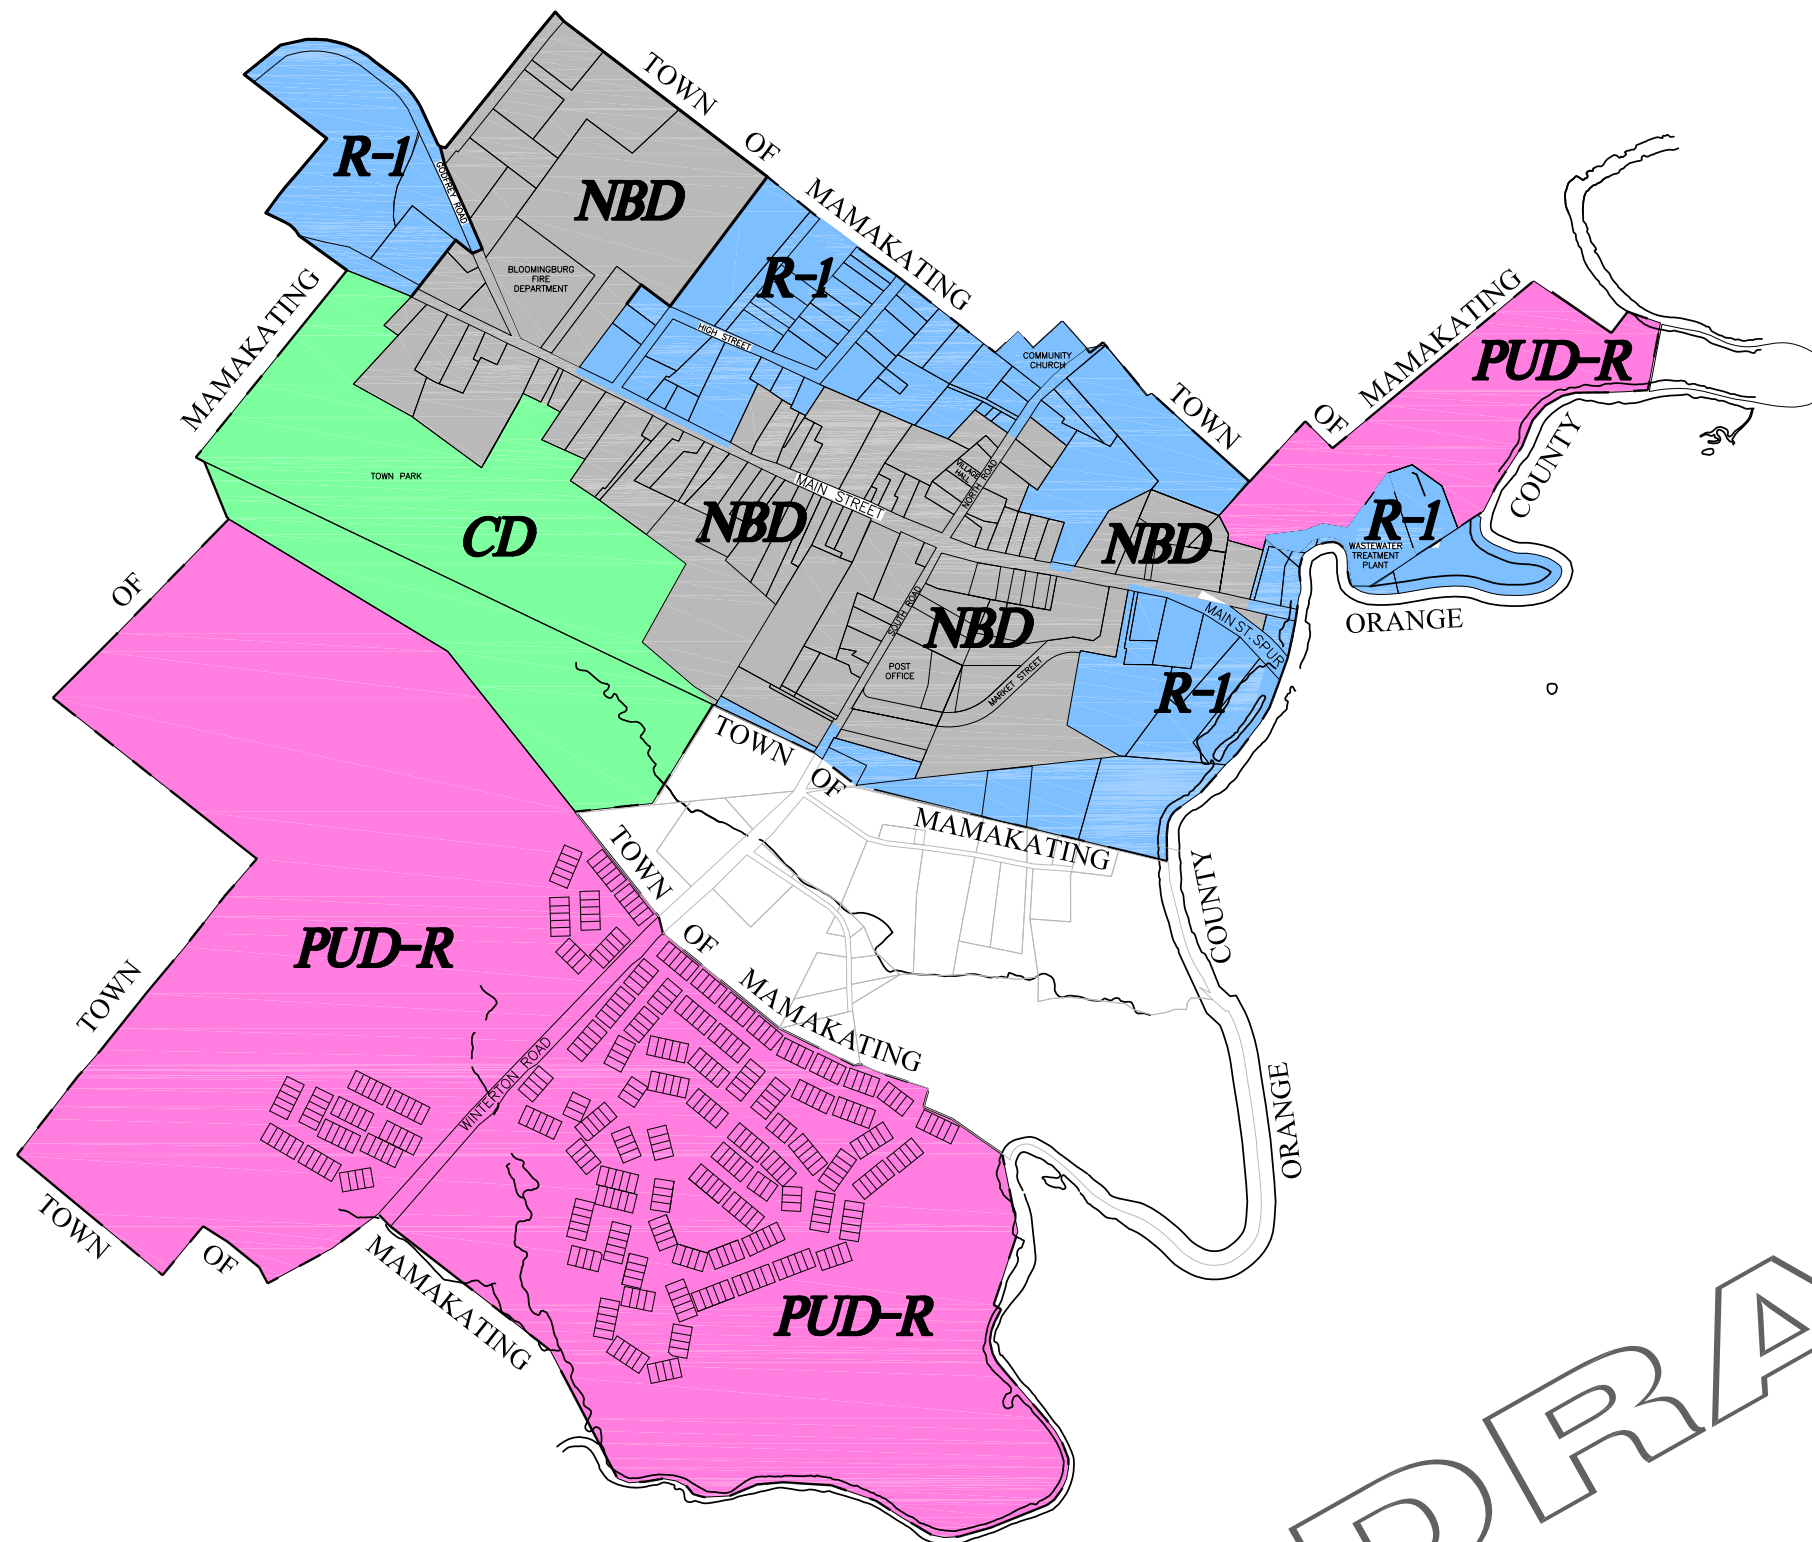 TOWN OF MAMAKATING
R-1
GODFREY ROAD
NBD
BLOOMINGBURG
FIRE
DEPARTMENT
R-1
HIGH STREET
COMMUNITY
CHURCH
TOWN OF MAMAKATING
PUD-R
COUNTY
ORANGE
R-1
WASTEWATER
TREATMENT
PLANT
MAMAKATING
OF
TOWN
TOWN PARK
CD
NBD
MAIN STREET
VILLAGE
HALL
NORTH ROAD
NBD
NBD
SOUTH ROAD
POST
OFFICE
MARKET STREET
MAIN ST. SPUR
R-1
TOWN OF MAMAKATING
TOWN OF MAMAKATING
COUNTY
ORANGE
PUD-R
WINTERTON ROAD
TOWN OF MAMAKATING
PUD-R
DRA